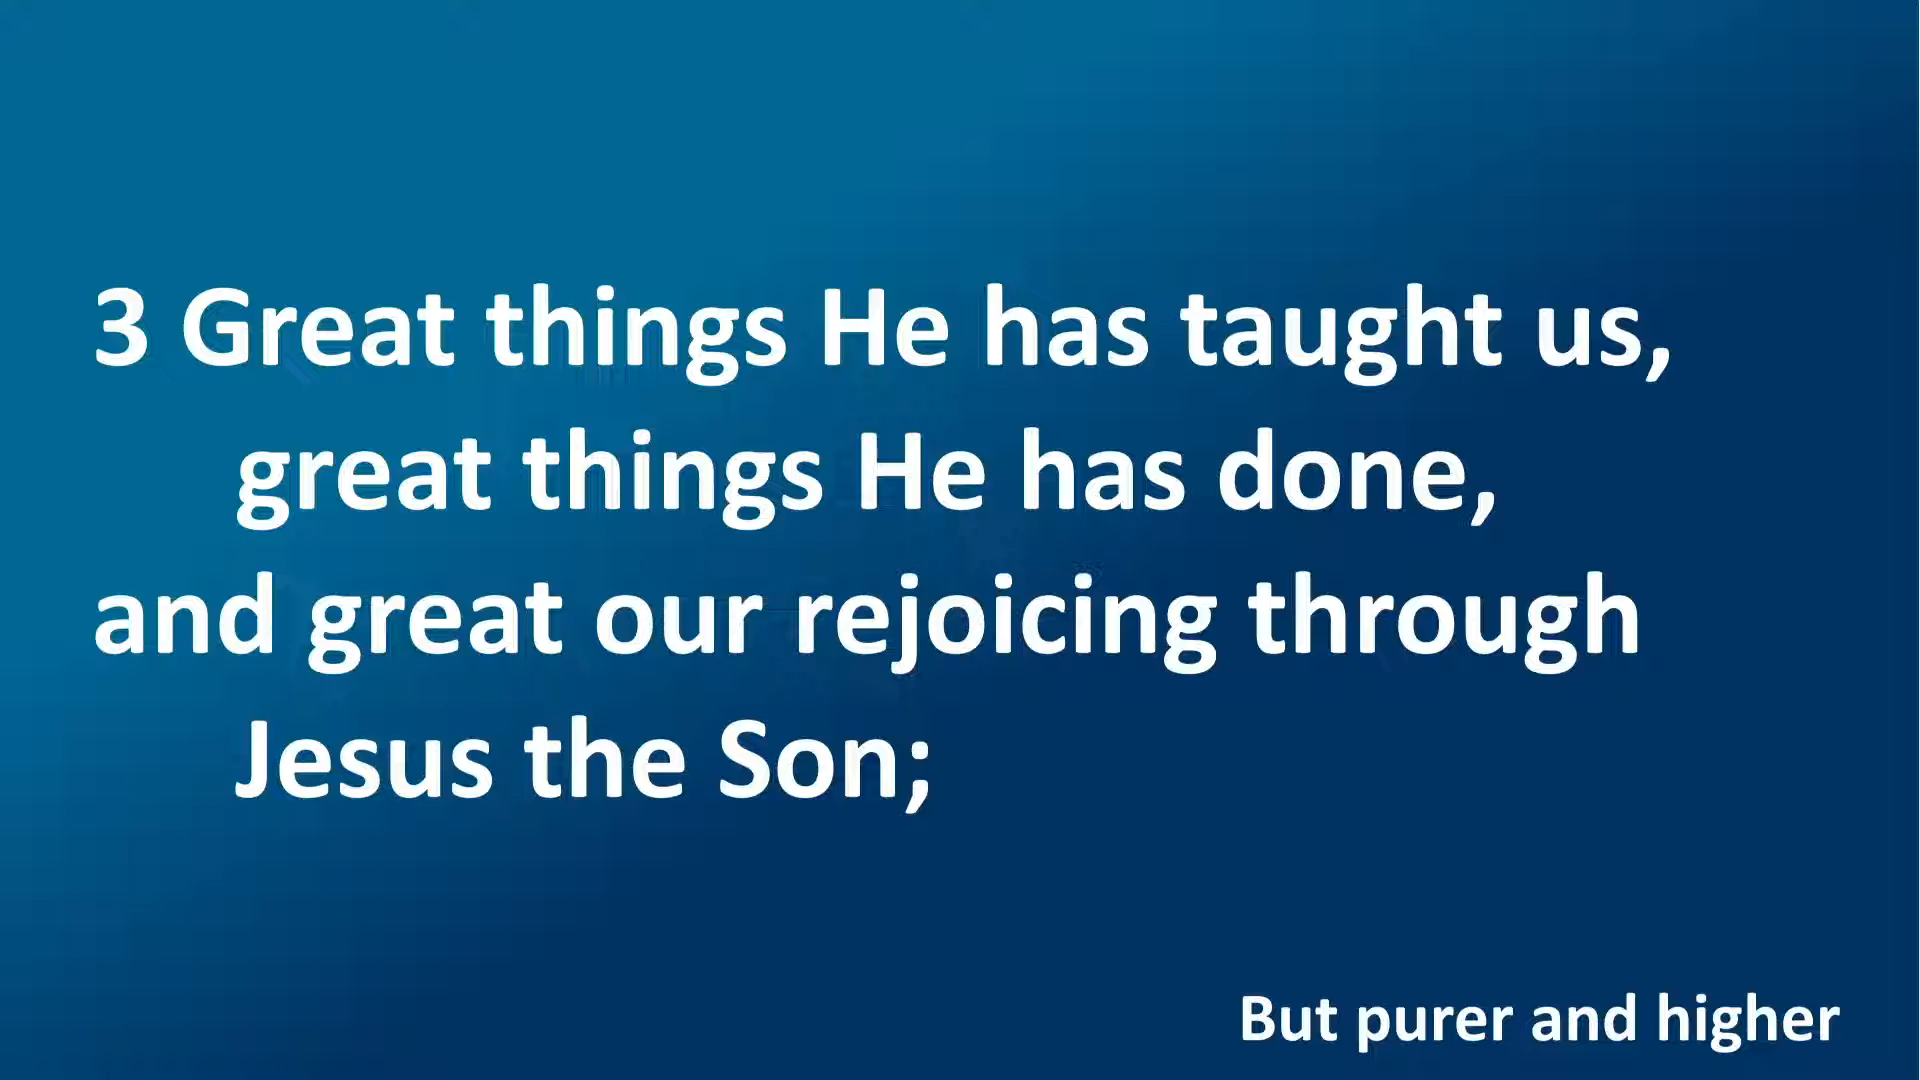 3 Great things He has taught us,
great things He has done,
and great our rejoicing through
Jesus the Son;
But purer and higher